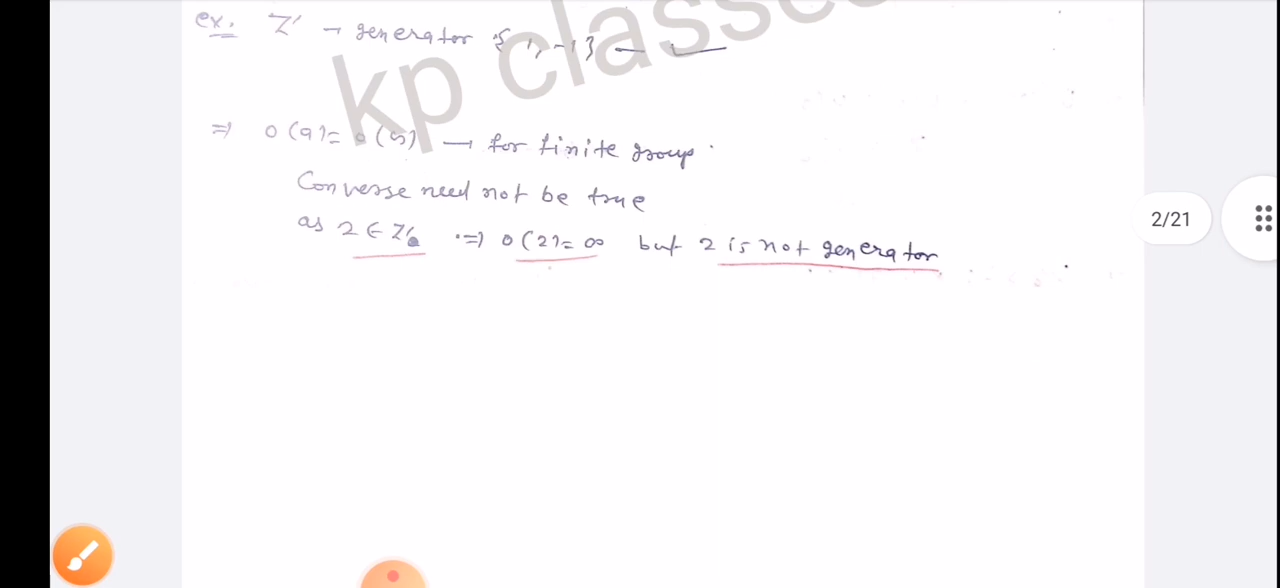 ex. Z → generator {1, -1} —
kp classes
⇒ o(a) = o(G) → for finite group.
Converse need not be true
as 2 ∈ Z ⇒ o(2) = ∞ but 2 is not generator
2/21